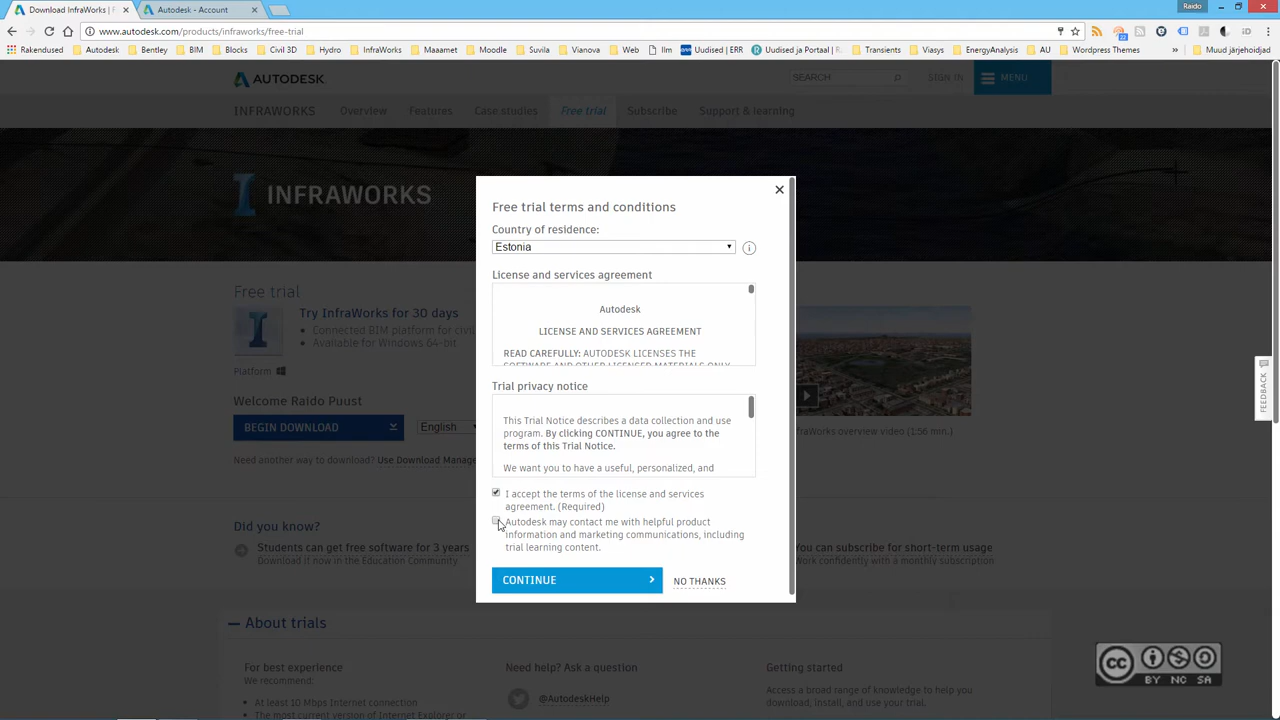 Download InfraWorks | F
Autodesk - Account
Raido
www.autodesk.com/products/infraworks/free-trial
Rakendused
Autodesk
Bentley
BIM
Blocks
Civil 3D
Hydro
InfraWorks
Maaamet
Moodle
Suvila
Vianova
Web
Ilm
Uudised | ERR
Uudised ja Portaal | R
Transients
Viasys
EnergyAnalysis
AU
Wordpress Themes
Muud järjehoidjad
AUTODESK
SEARCH
SIGN IN
MENU
INFRAWORKS
Overview
Features
Case studies
Free trial
Subscribe
Support & learning
INFRAWORKS
Free trial
Try InfraWorks for 30 days
Connected BIM platform for civil
Available for Windows 64-bit
Platform
Welcome Raido Puust
BEGIN DOWNLOAD
English
Need another way to download? Use Download Manage
fraWorks overview video (1:56 min.)
FEEDBACK
Free trial terms and conditions
Country of residence:
Estonia
License and services agreement
Autodesk
LICENSE AND SERVICES AGREEMENT
READ CAREFULLY: AUTODESK LICENSES THE
SOFTWARE AND OTHER LICENSED MATERIALS ONLY
Trial privacy notice
This Trial Notice describes a data collection and use
program. By clicking CONTINUE, you agree to the
terms of this Trial Notice.
We want you to have a useful, personalized, and
I accept the terms of the license and services
agreement. (Required)
Autodesk may contact me with helpful product
information and marketing communications, including
trial learning content.
CONTINUE
NO THANKS
Did you know?
Students can get free software for 3 years
Download it now in the Education Community
You can subscribe for short-term usage
Work confidently with a monthly subscription
About trials
For best experience
We recommend:
At least 10 Mbps Internet connection
The most current version of Internet Explorer or
Need help? Ask a question
@AutodeskHelp
Getting started
Access a broad range of knowledge to help you
download, install, and use your trial.
cc
BY NC SA